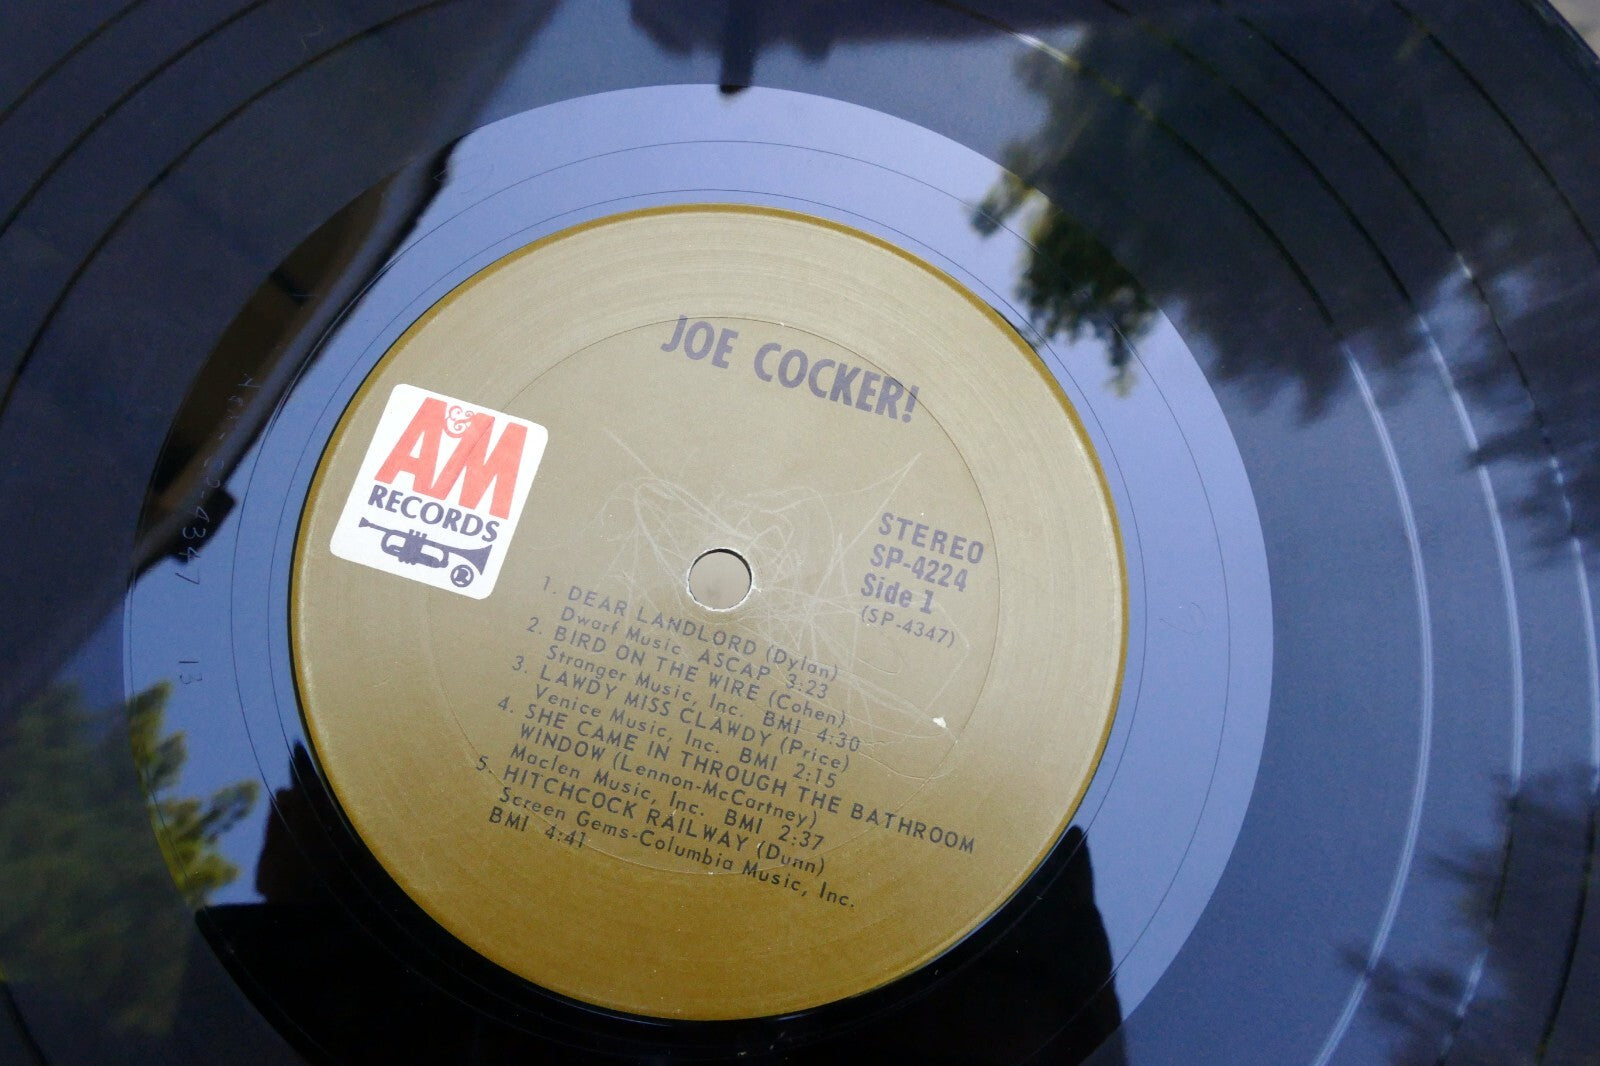 JOE COCKER!
A&M
RECORDS
®
STEREO
SP-4224
Side 1
(SP-4347)
1. DEAR LANDLORD (Dylan)
Dwarf Music ASCAP 3:23
2. BIRD ON THE WIRE (Cohen)
Stranger Music, Inc. BMI 4:30
3. LAWDY MISS CLAWDY (Price)
Venice Music, Inc. BMI 2:15
4. SHE CAME IN THROUGH THE BATHROOM
WINDOW (Lennon-McCartney)
Maclen Music, Inc. BMI 2:37
5. HITCHCOCK RAILWAY (Dunn)
Screen Gems-Columbia Music, Inc.
BMI 4:41
13